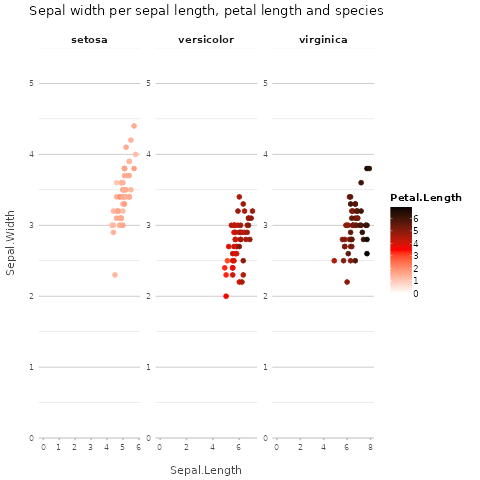 Sepal width per sepal length, petal length and species
setosa versicolor virginica
5 5 5
4 4 4
3 3 3
2 2 2
1 1 1
0 0 0
0 1 2 3 4 5 6 0 2 4 6 0 2 4 6 8
Sepal.Width
Sepal.Length
Petal.Length
6
5
4
3
2
1
0